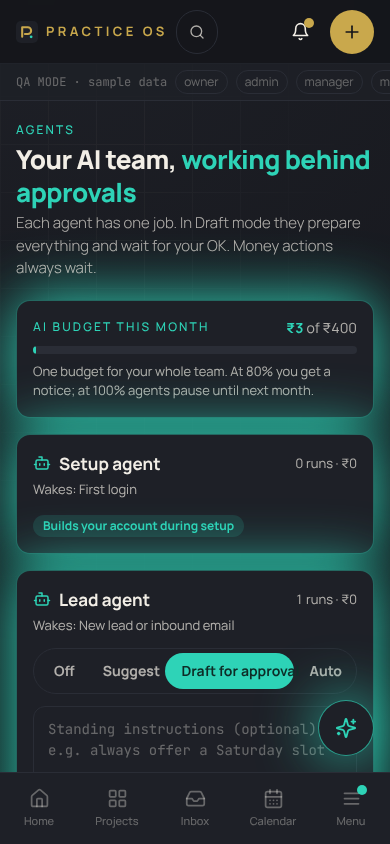 PRACTICE OS
QA MODE · sample data owner admin manager
AGENTS
Your AI team, working behind
approvals
Each agent has one job. In Draft mode they prepare
everything and wait for your OK. Money actions
always wait.
AI BUDGET THIS MONTH ₹3 of ₹400
One budget for your whole team. At 80% you get a
notice; at 100% agents pause until next month.
Setup agent 0 runs · ₹0
Wakes: First login
Builds your account during setup
Lead agent 1 runs · ₹0
Wakes: New lead or inbound email
Off Suggest Draft for approva Auto
Standing instructions (optional)
e.g. always offer a Saturday slot
Home Projects Inbox Calendar Menu